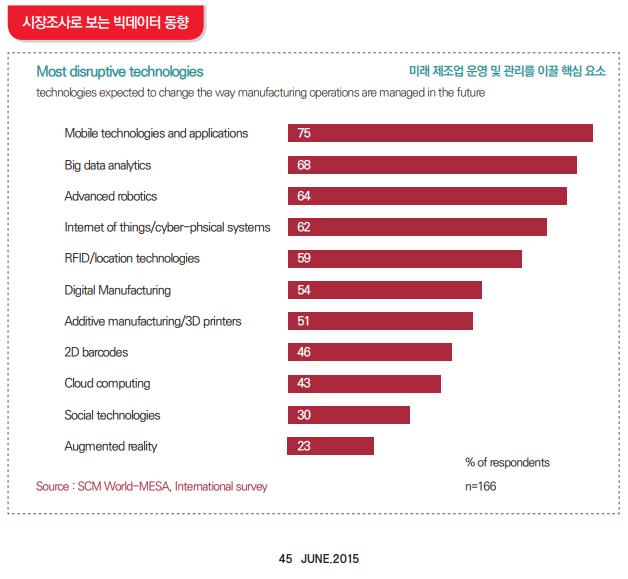 시장조사로 보는 빅데이터 동향
Most disruptive technologies
미래 제조업 운영 및 관리를 이끌 핵심 요소
technologies expected to change the way manufacturing operations are managed in the future
Mobile technologies and applications 75
Big data analytics 68
Advanced robotics 64
Internet of things/cyber-phsical systems 62
RFID/location technologies 59
Digital Manufacturing 54
Additive manufacturing/3D printers 51
2D barcodes 46
Cloud computing 43
Social technologies 30
Augmented reality 23
% of respondents
Source : SCM World-MESA, International survey
n=166
45 JUNE.2015